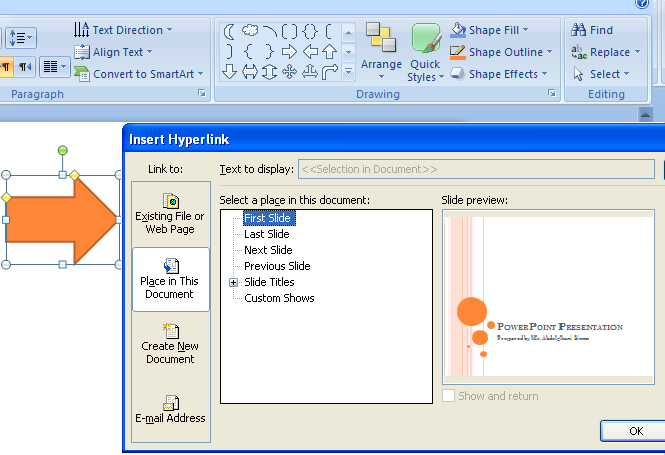 Text Direction
Align Text
Convert to SmartArt
Paragraph
Arrange
Quick
Styles
Shape Fill
Shape Outline
Shape Effects
Drawing
Find
Replace
Select
Editing
Insert Hyperlink
Link to:
Text to display:
<<Selection in Document>>
Existing File or
Web Page
Place in This
Document
Create New
Document
E-mail Address
Select a place in this document:
First Slide
Last Slide
Next Slide
Previous Slide
Slide Titles
Custom Shows
Slide preview:
PowerPoint Presentation
Prepared by Mr.
Show and return
OK